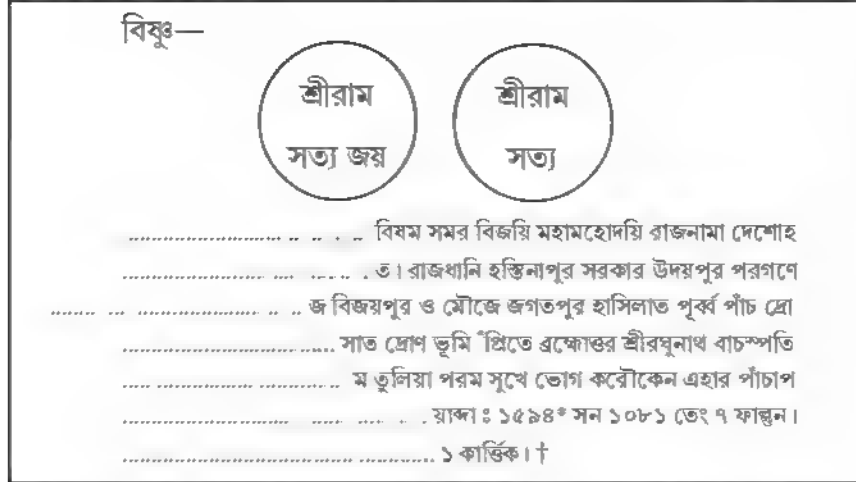 বিষ্ণু—
শ্রীরাম
সত্য জয়
শ্রীরাম
সত্য
বিষম সমর বিজয়ি মহামহোদয়ি রাজনামা দেশোহ
ত। রাজধানি হস্তিনাপুর সরকার উদয়পুর পরগণে
জ বিজয়পুর ও মৌজে জগতপুর হাসিলাত পূর্ব্ব পাঁচ দ্রো
সাত দ্রোণ ভূমি ঁপ্রিতে ব্রহ্মোত্তর শ্রীরঘুনাথ বাচস্পতি
ম তুলিয়া পরম সুখে ভোগ করৌকেন এহার পাঁচাপ
য়াব্দা ঃ ১৫৯৪* সন ১০৮১ তেং ৭ ফাল্গুন।
১ কার্ত্তিক। †